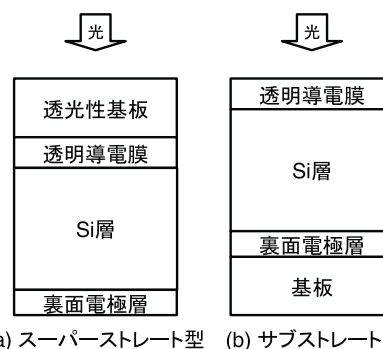 光
透光性基板
透明導電膜
Si層
裏面電極層
a) スーパーストレート型
光
透明導電膜
Si層
裏面電極層
基板
(b) サブストレート